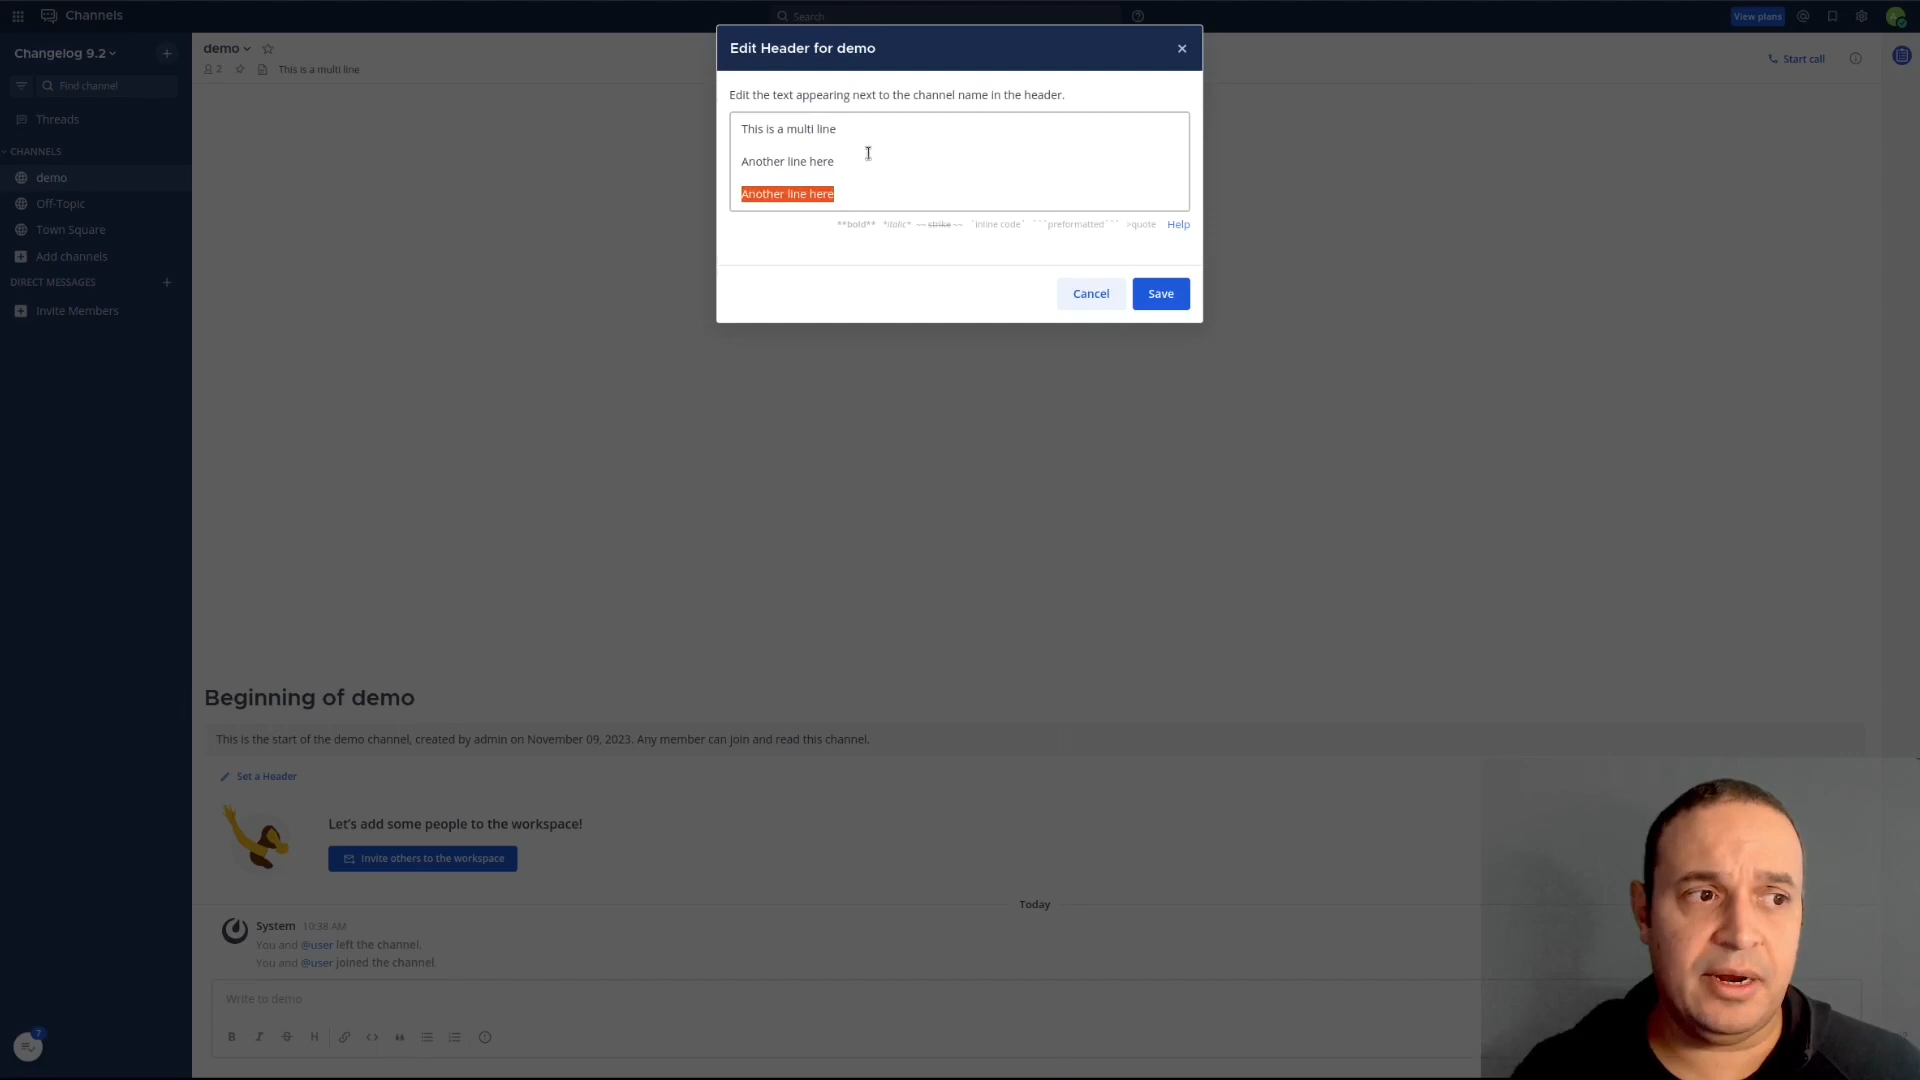 Channels
Search
View plans
Changelog 9.2
demo
Find channel
2
This is a multi line
Start call
Threads
CHANNELS
demo
Off-Topic
Town Square
Add channels
DIRECT MESSAGES
Invite Members
Edit Header for demo
Edit the text appearing next to the channel name in the header.
This is a multi line
Another line here
Another line here
**bold** *italic* ~~strike~~ `inline code` ```preformatted``` >quote Help
Cancel
Save
Beginning of demo
This is the start of the demo channel, created by admin on November 09, 2023. Any member can join and read this channel.
Set a Header
Let's add some people to the workspace!
Invite others to the workspace
Today
System 10:38 AM
You and @user left the channel.
You and @user joined the channel.
Write to demo
B I S H
7